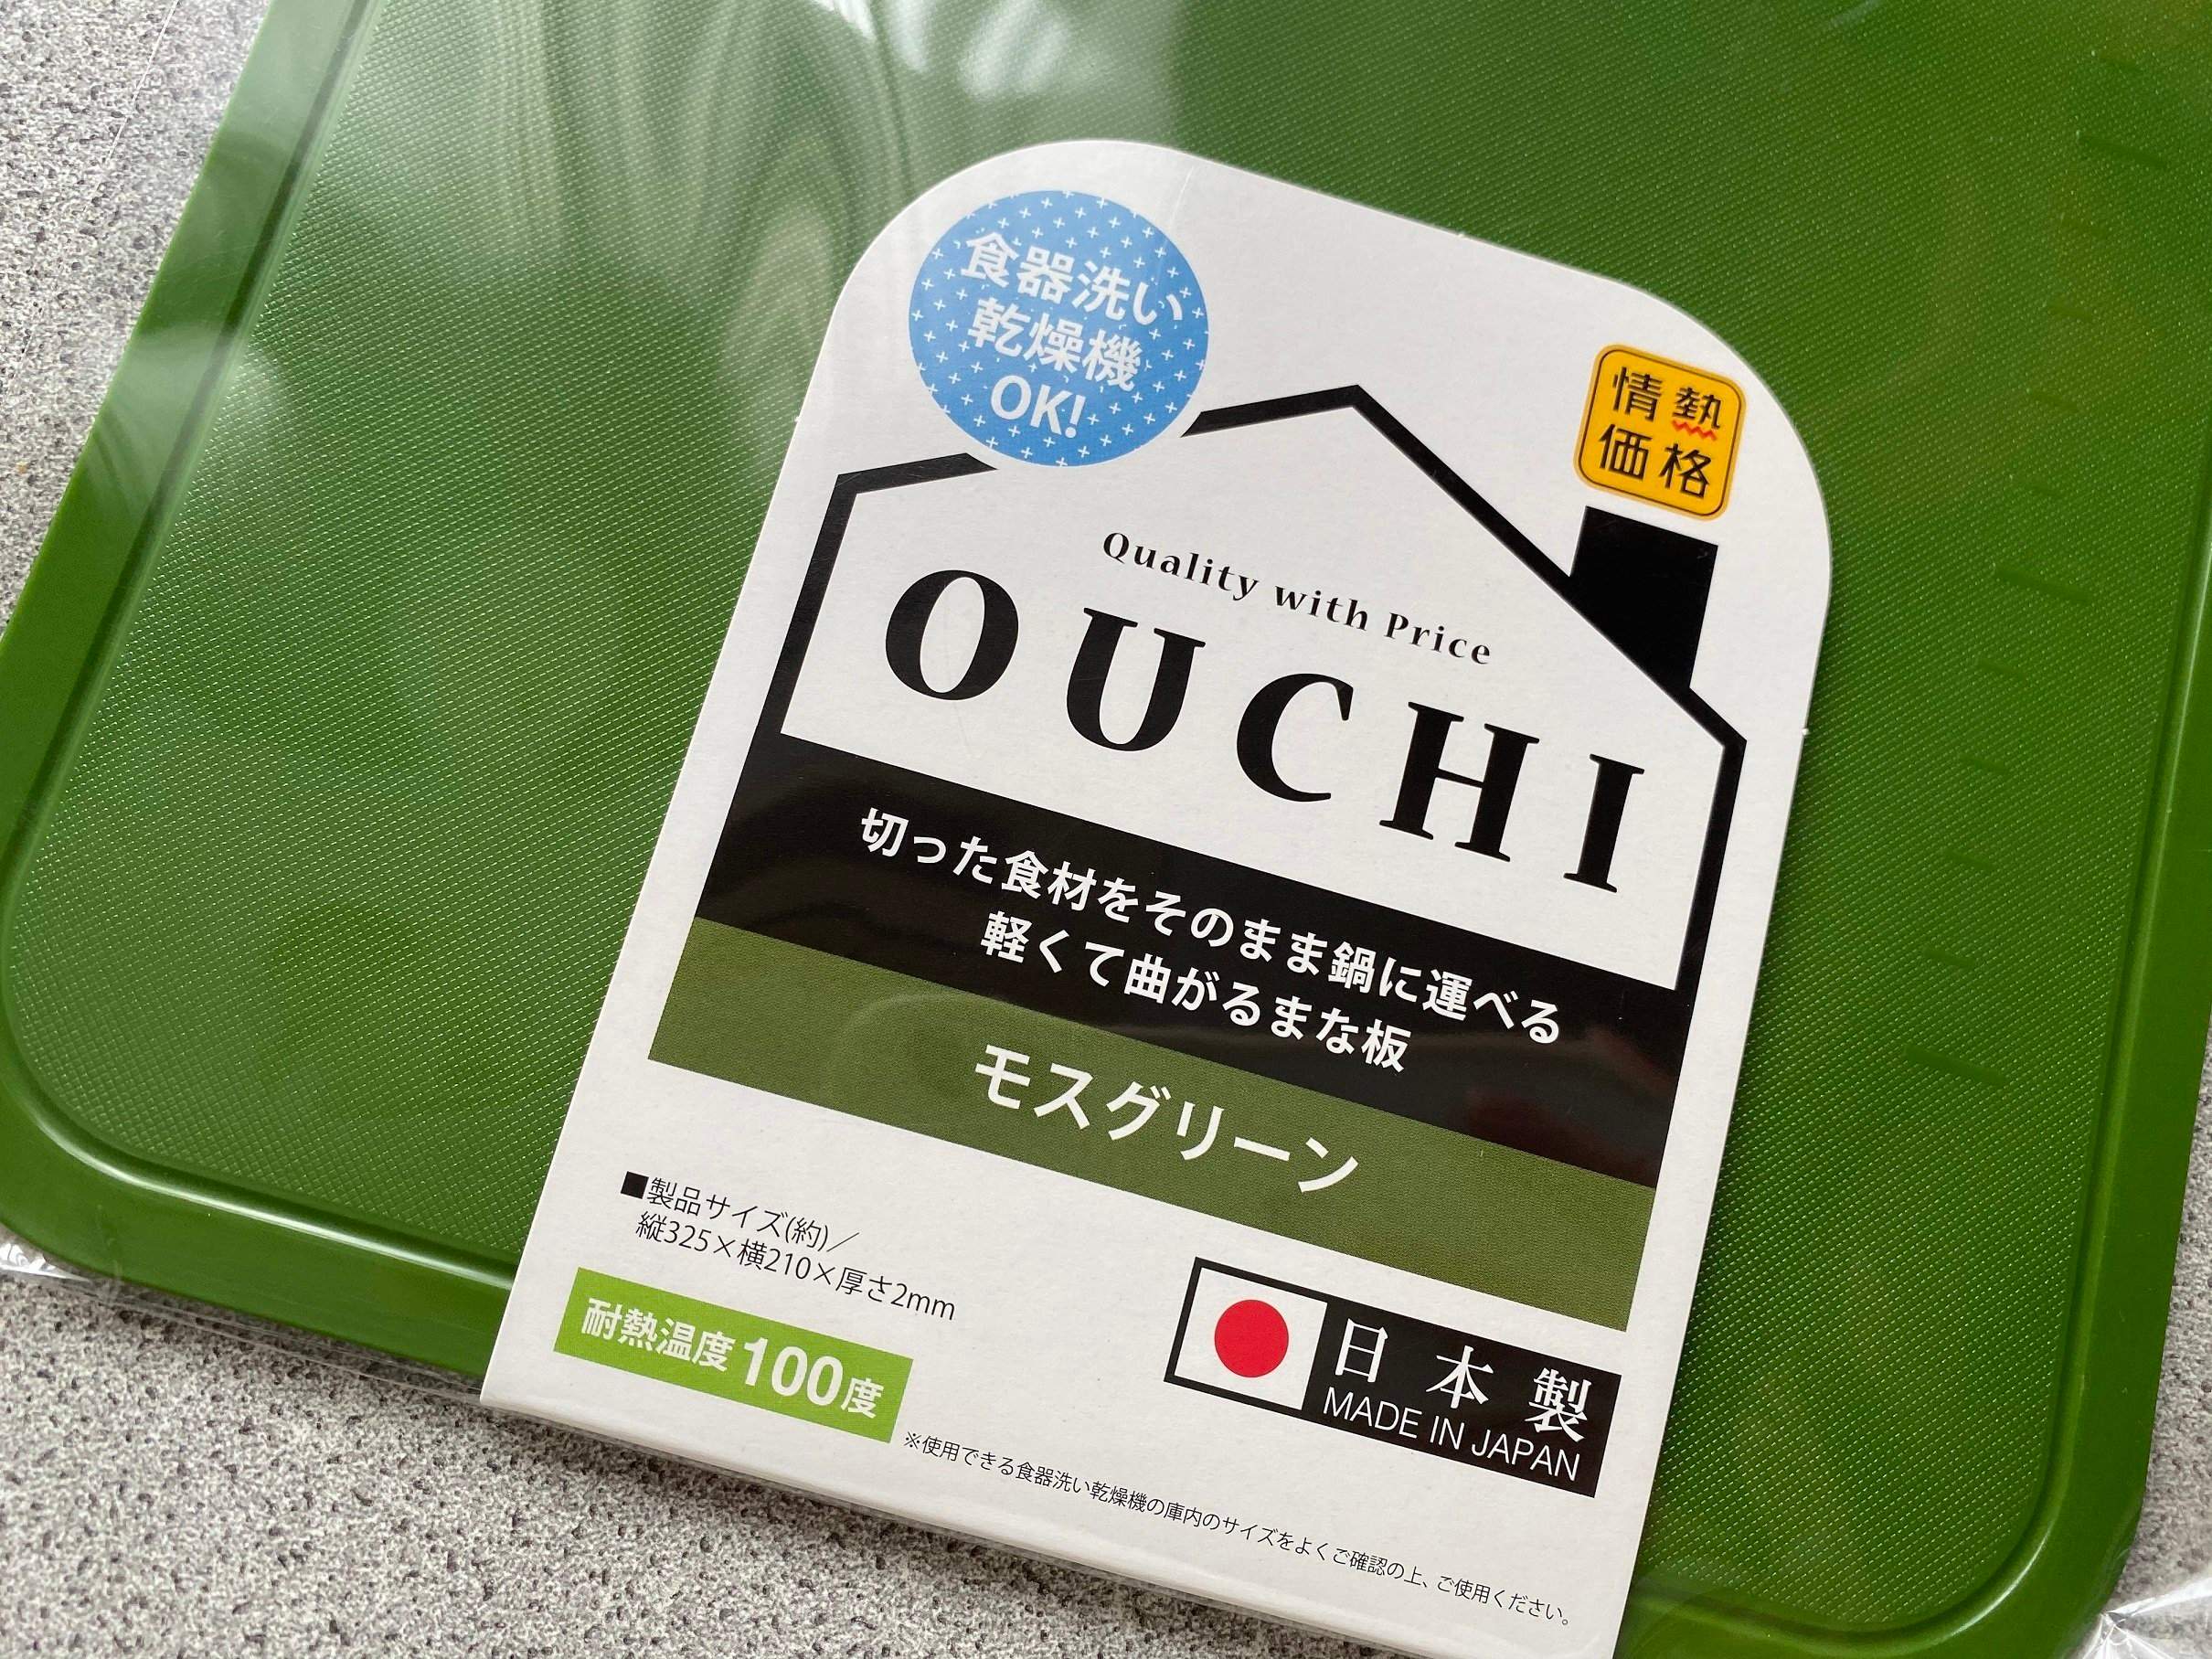 食器洗い
乾燥機
OK!
情熱
価格
Quality with Price
OUCHI
切った食材をそのまま鍋に運べる
軽くて曲がるまな板
モスグリーン
■製品サイズ(約)／
縦325×横210×厚さ2mm
耐熱温度100度
日本製
MADE IN JAPAN
※使用できる食器洗い乾燥機の庫内のサイズをよくご確認の上、ご使用ください。